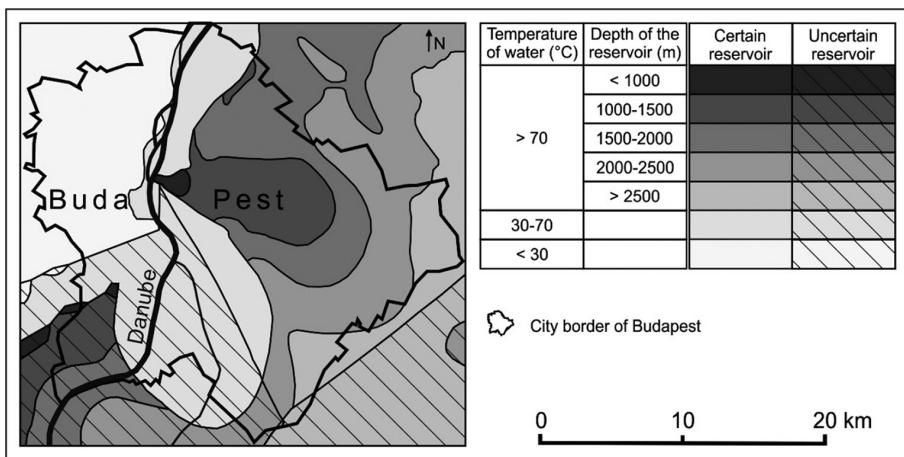 N
Buda
Pest
Danube
Temperature of water (°C)
Depth of the reservoir (m)
Certain reservoir
Uncertain reservoir
> 70
< 1000
1000-1500
1500-2000
2000-2500
> 2500
30-70
< 30
City border of Budapest
0 10 20 km